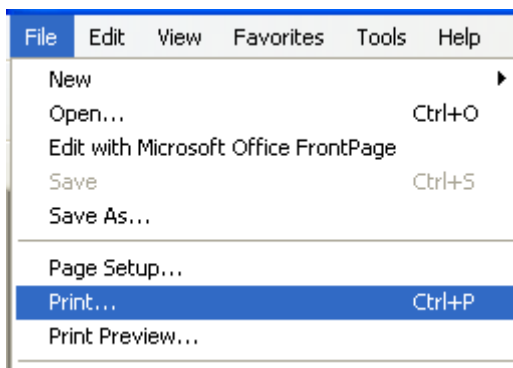 File Edit View Favorites Tools Help
New
Open... Ctrl+O
Edit with Microsoft Office FrontPage
Save Ctrl+S
Save As...
Page Setup...
Print... Ctrl+P
Print Preview...